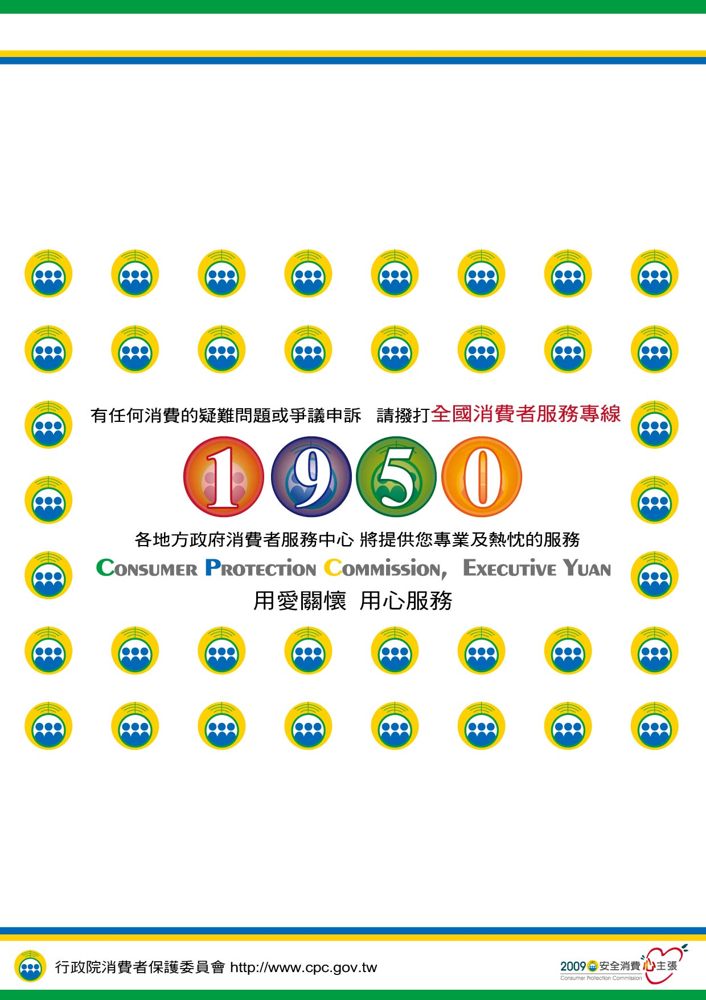 有任何消費的疑難問題或爭議申訴 請撥打全國消費者服務專線
1950
各地方政府消費者服務中心 將提供您專業及熱忱的服務
Consumer Protection Commission, Executive Yuan
用愛關懷 用心服務
行政院消費者保護委員會 http://www.cpc.gov.tw
2009 安全消費心主張
Consumer Protection Commission